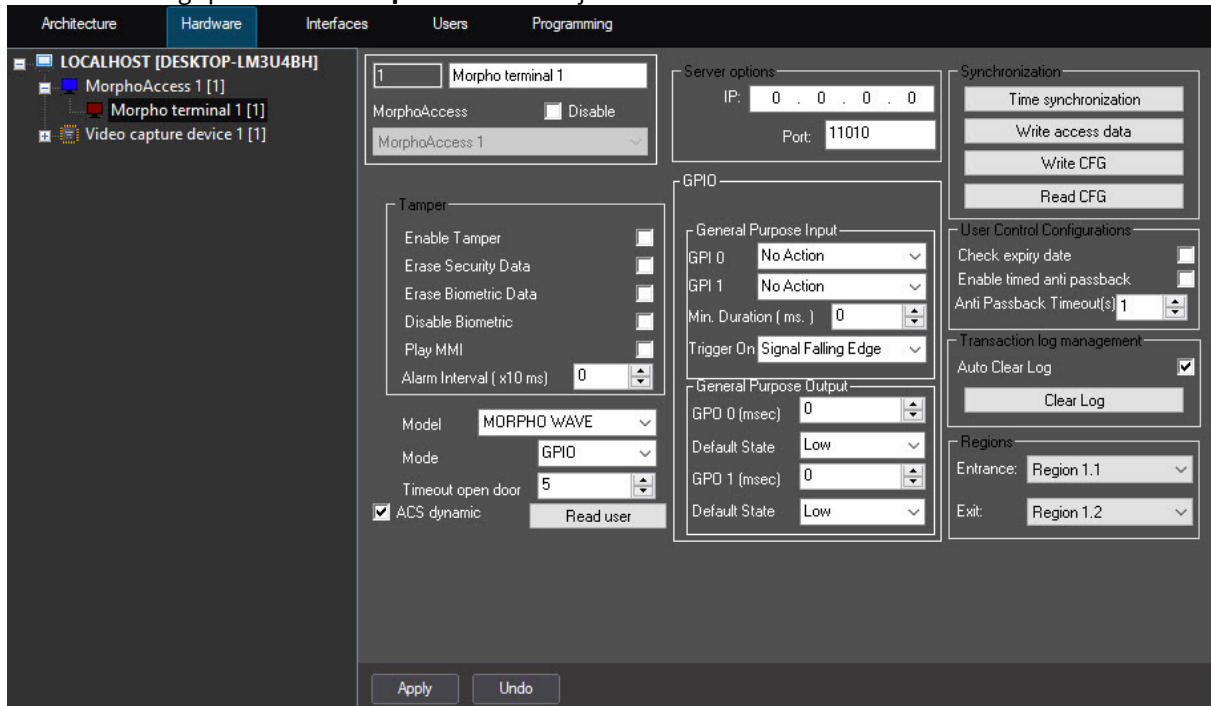 Architecture Hardware Interfaces Users Programming
LOCALHOST [DESKTOP-LM3U4BH]
MorphoAccess 1 [1]
Morpho terminal 1 [1]
Video capture device 1 [1]
1 Morpho terminal 1
MorphoAccess Disable
MorphoAccess 1
Tamper
Enable Tamper
Erase Security Data
Erase Biometric Data
Disable Biometric
Play MMI
Alarm Interval ( x10 ms) 0
Model MORPHO WAVE
Mode GPIO
Timeout open door 5
ACS dynamic Read user
Server options
IP: 0 . 0 . 0 . 0
Port: 11010
GPIO
General Purpose Input
GPI 0 No Action
GPI 1 No Action
Min. Duration ( ms. ) 0
Trigger On Signal Falling Edge
General Purpose Output
GPO 0 (msec) 0
Default State Low
GPO 1 (msec) 0
Default State Low
Synchronization
Time synchronization
Write access data
Write CFG
Read CFG
User Control Configurations
Check expiry date
Enable timed anti passback
Anti Passback Timeout(s) 1
Transaction log management
Auto Clear Log
Clear Log
Regions
Entrance: Region 1.1
Exit: Region 1.2
Apply Undo